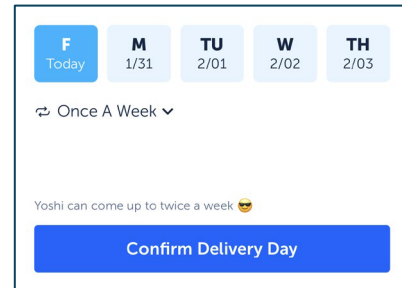 F M TU W TH
Today 1/31 2/01 2/02 2/03
Once A Week
Yoshi can come up to twice a week 😎
Confirm Delivery Day